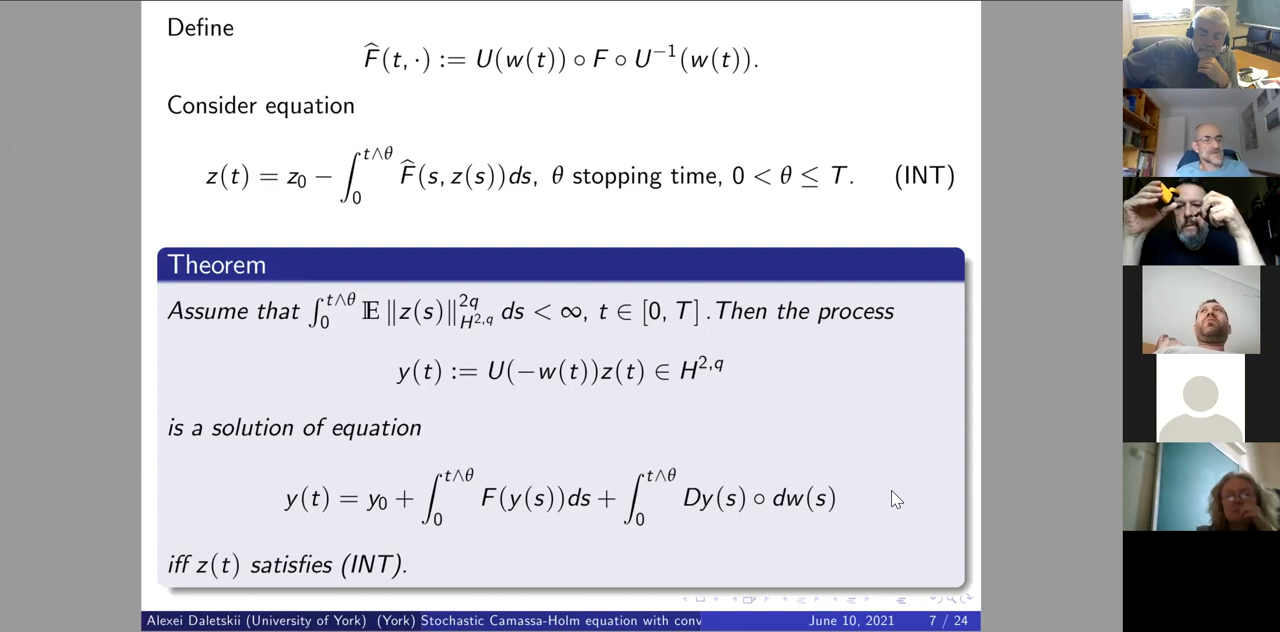 Define
F̂(t, ·) := U(w(t)) ∘ F ∘ U⁻¹(w(t)).
Consider equation
z(t) = z₀ − ∫₀^{t∧θ} F̂(s, z(s))ds, θ stopping time, 0 < θ ≤ T. (INT)
Theorem
Assume that ∫₀^{t∧θ} 𝔼 ‖z(s)‖^{2q}_{H^{2,q}} ds < ∞, t ∈ [0, T] .Then the process
y(t) := U(−w(t))z(t) ∈ H^{2,q}
is a solution of equation
y(t) = y₀ + ∫₀^{t∧θ} F(y(s))ds + ∫₀^{t∧θ} Dy(s) ∘ dw(s)
iff z(t) satisfies (INT).
Alexei Daletskii (University of York) (York) Stochastic Camassa-Holm equation with conv June 10, 2021 7 / 24